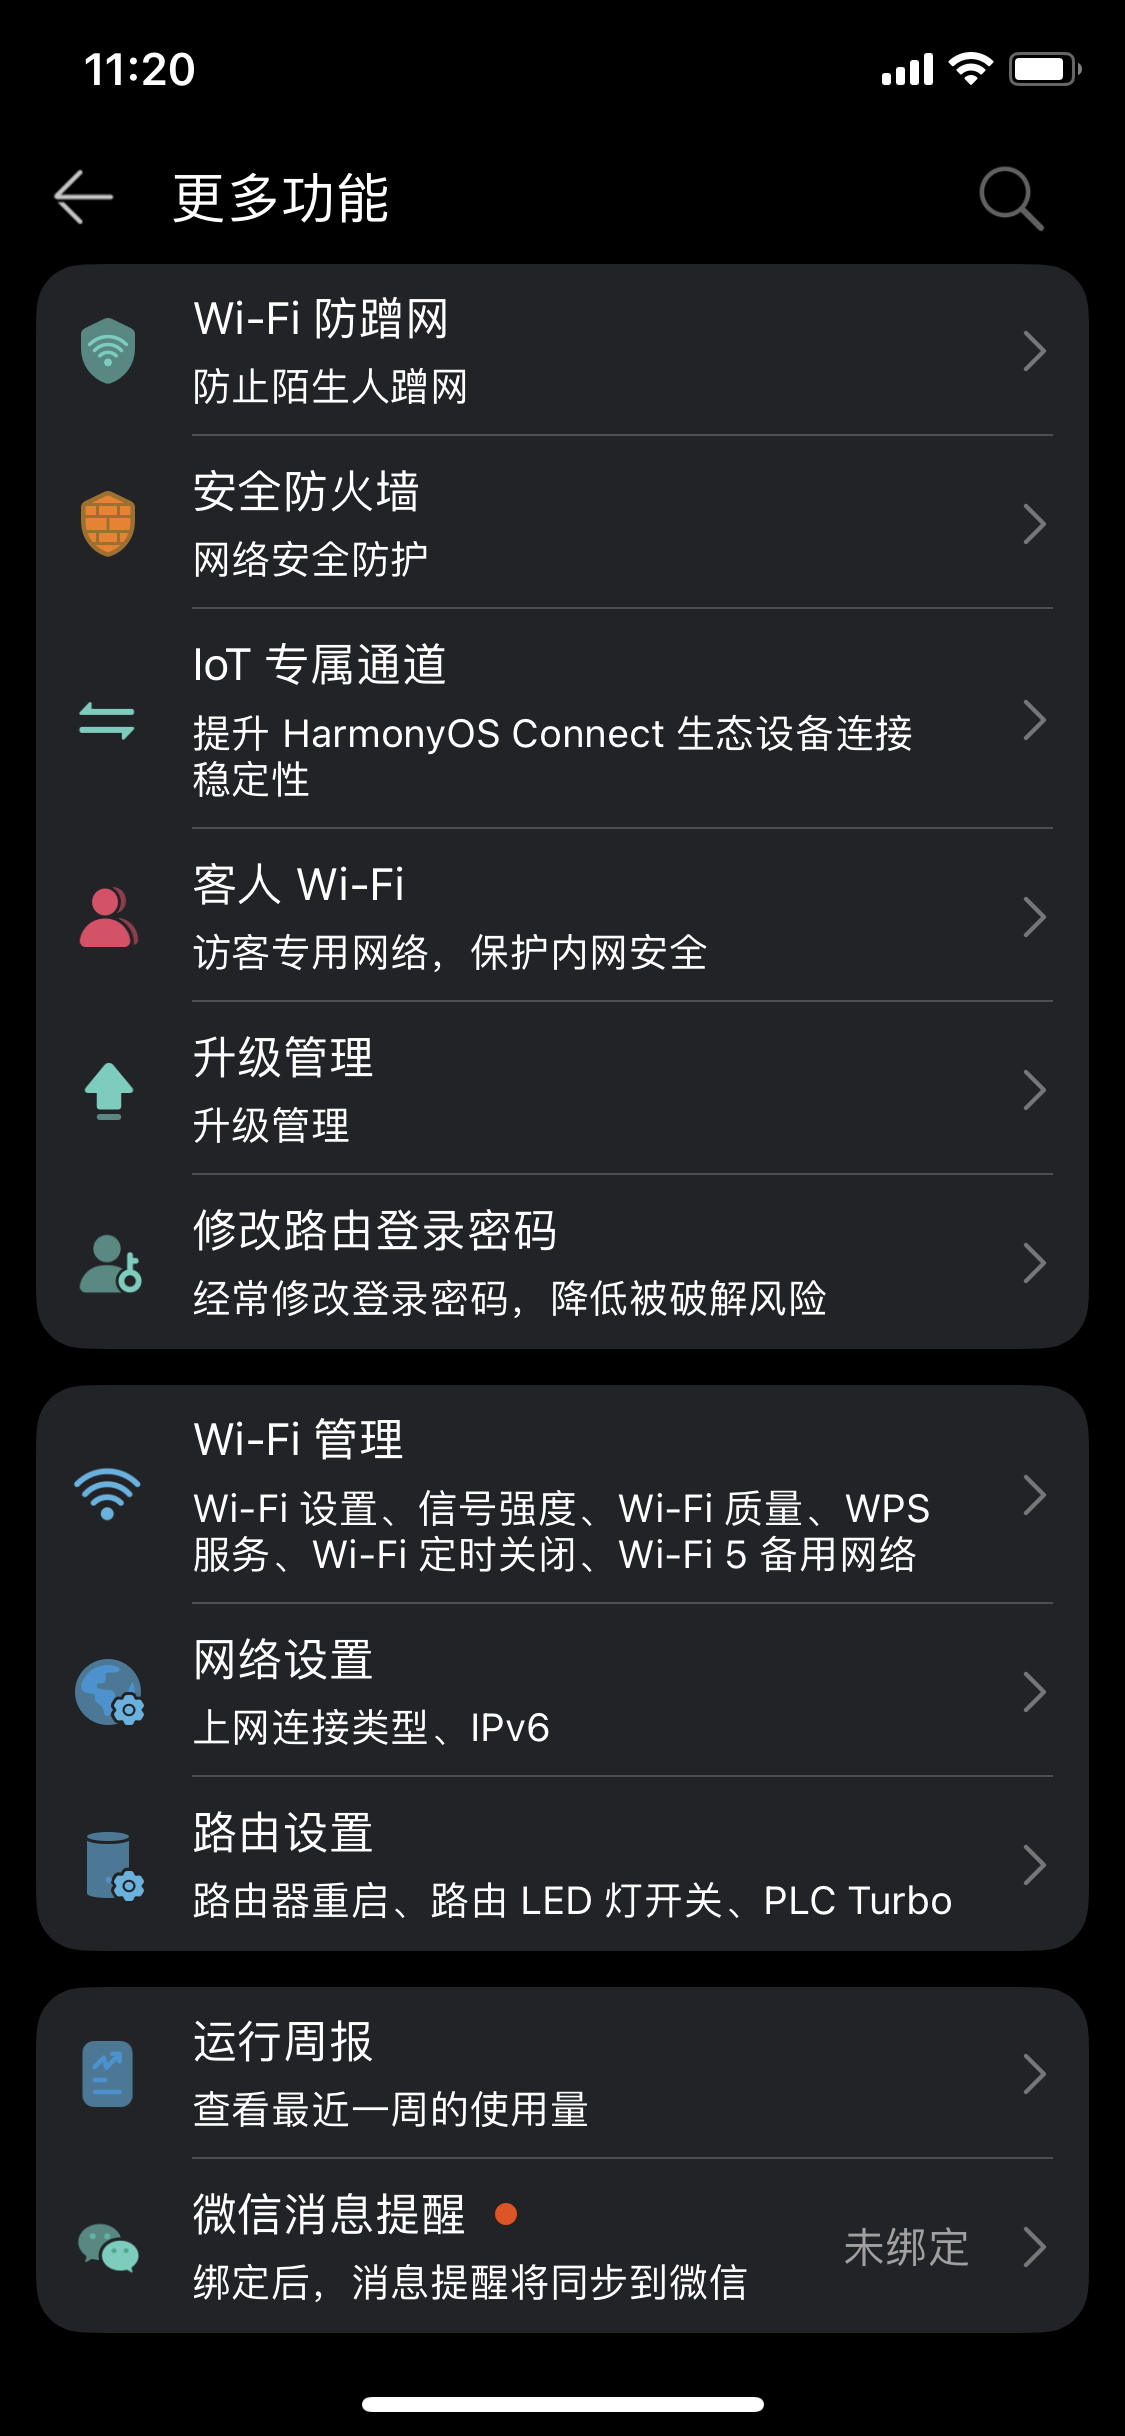 11:20
更多功能
Wi-Fi 防蹭网
防止陌生人蹭网
安全防火墙
网络安全防护
IoT 专属通道
提升 HarmonyOS Connect 生态设备连接
稳定性
客人 Wi-Fi
访客专用网络，保护内网安全
升级管理
升级管理
修改路由登录密码
经常修改登录密码，降低被破解风险
Wi-Fi 管理
Wi-Fi 设置、信号强度、Wi-Fi 质量、WPS
服务、Wi-Fi 定时关闭、Wi-Fi 5 备用网络
网络设置
上网连接类型、IPv6
路由设置
路由器重启、路由 LED 灯开关、PLC Turbo
运行周报
查看最近一周的使用量
微信消息提醒
未绑定
绑定后，消息提醒将同步到微信